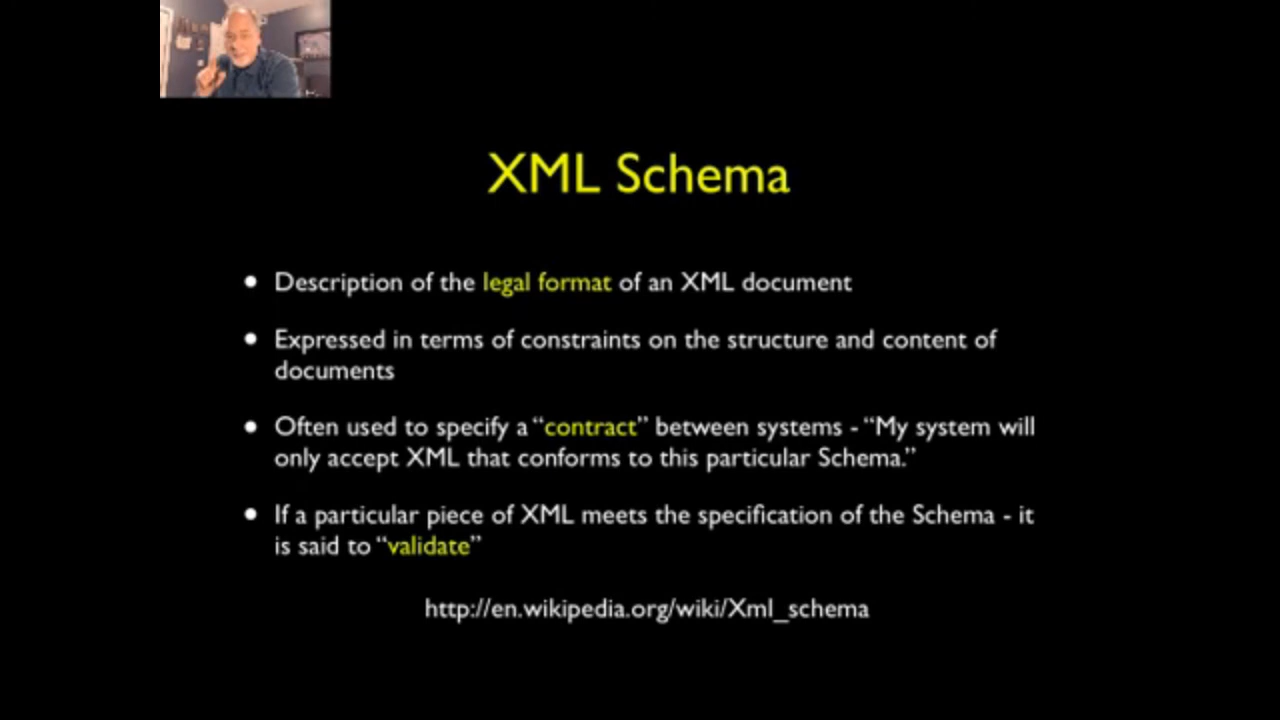 XML Schema
• Description of the legal format of an XML document
• Expressed in terms of constraints on the structure and content of
documents
• Often used to specify a “contract” between systems - “My system will
only accept XML that conforms to this particular Schema.”
• If a particular piece of XML meets the specification of the Schema - it
is said to “validate”
http://en.wikipedia.org/wiki/Xml_schema